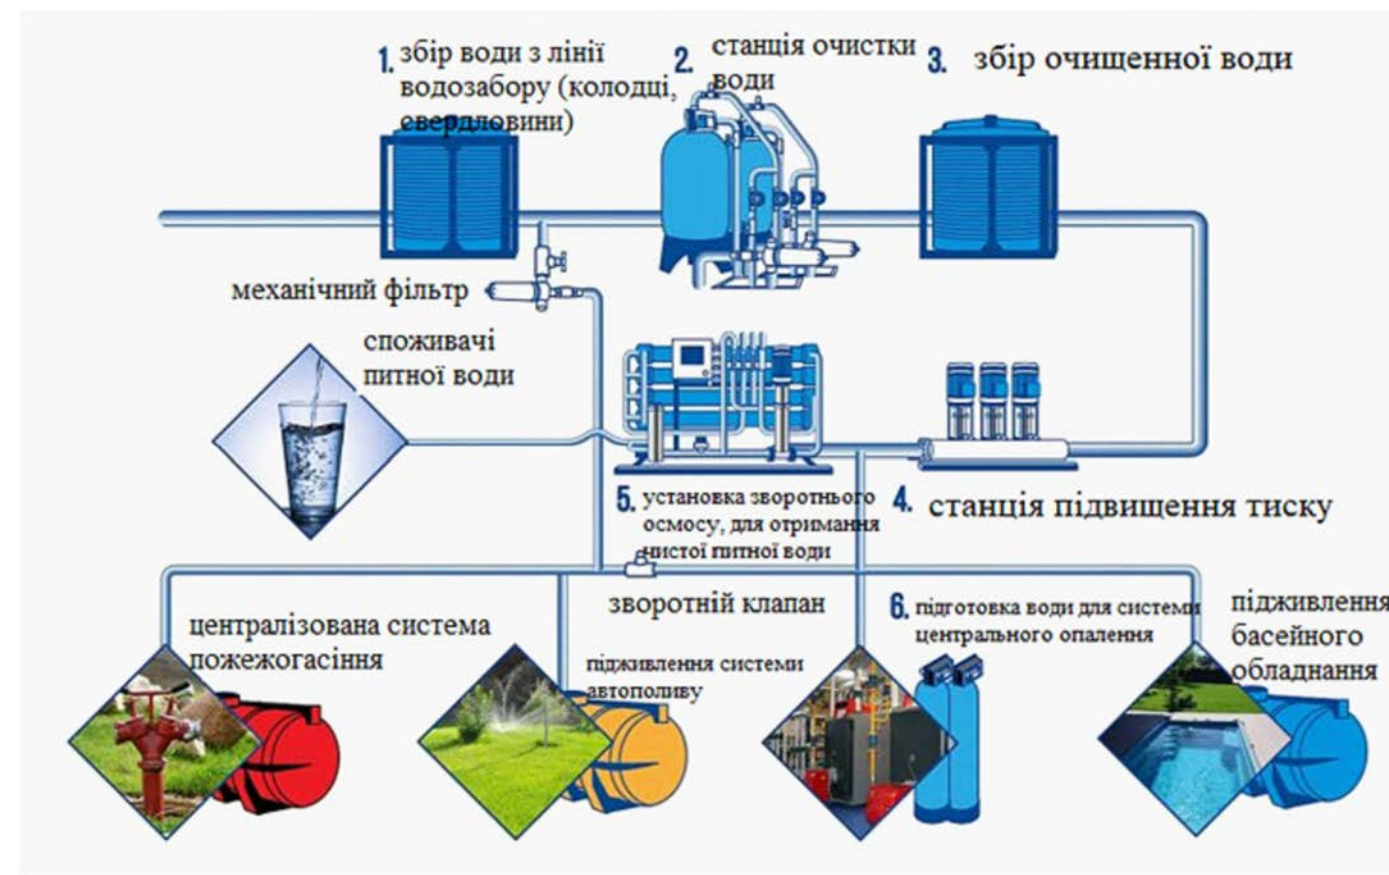 1. збір води з лінії
водозабору (колодці,
свердловини)
2. станція очистки
води
3. збір очищенної води
механічний фільтр
споживачі
питної води
5. установка зворотнього
осмосу, для отримання
чистої питної води
4. станція підвищення тиску
зворотній клапан
централізована система
пожежогасіння
підживлення системи
автополиву
6. підготовка води для системи
центрального опалення
підживлення
басейного
обладнання